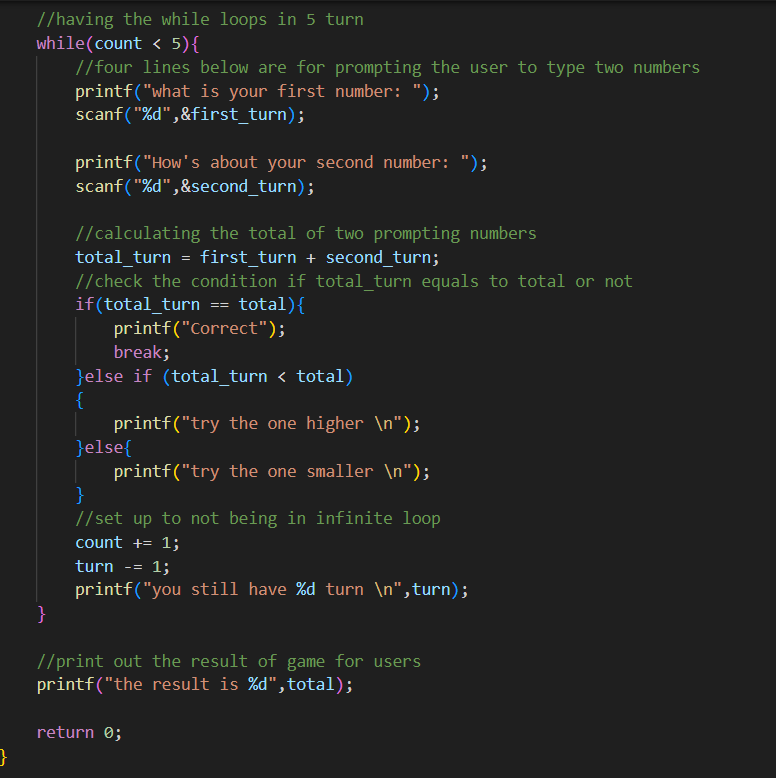 //having the while loops in 5 turn
while(count < 5){
//four lines below are for prompting the user to type two numbers
printf("what is your first number: ");
scanf("%d",&first_turn);
printf("How's about your second number: ");
scanf("%d",&second_turn);
//calculating the total of two prompting numbers
total_turn = first_turn + second_turn;
//check the condition if total_turn equals to total or not
if(total_turn == total){
printf("Correct");
break;
}else if (total_turn < total)
{
printf("try the one higher \n");
}else{
printf("try the one smaller \n");
}
//set up to not being in infinite loop
count += 1;
turn -= 1;
printf("you still have %d turn \n",turn);
}
//print out the result of game for users
printf("the result is %d",total);
return 0;
}